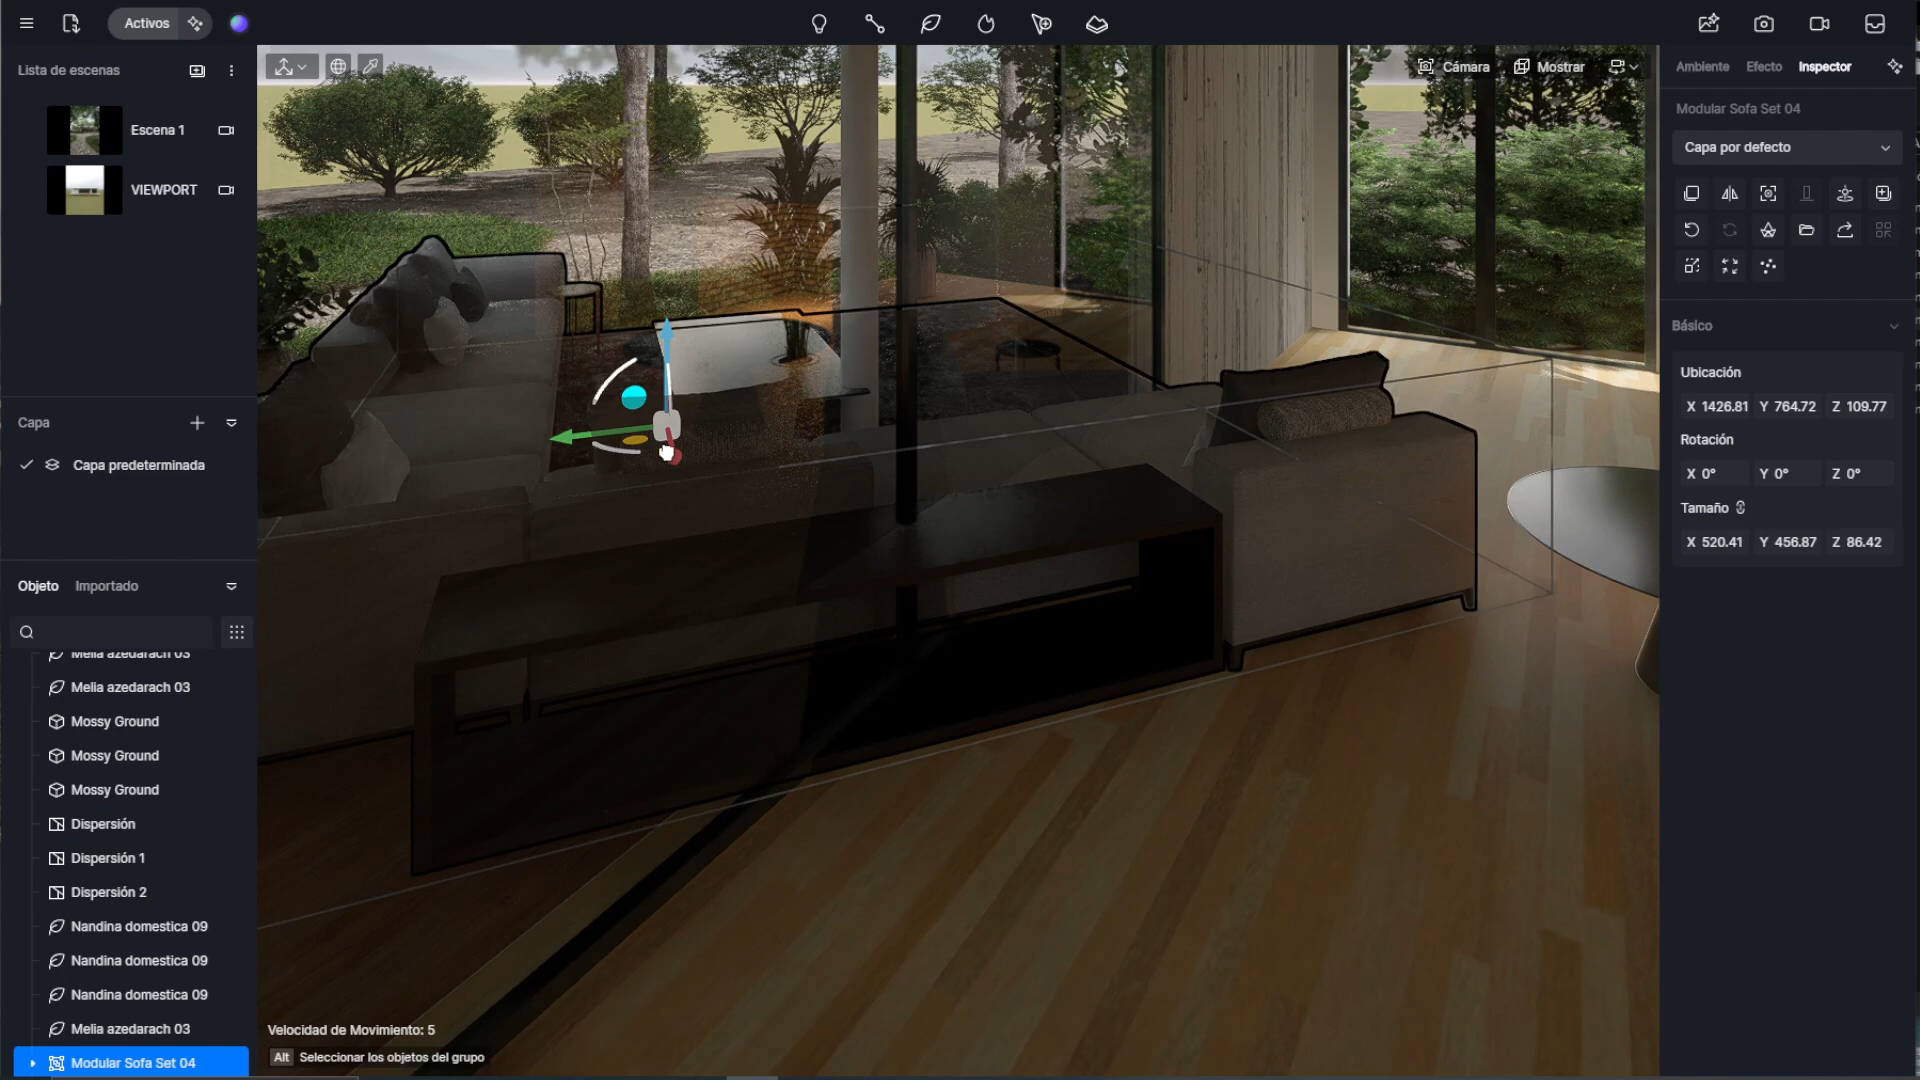 Activos
Lista de escenas
Escena 1
VIEWPORT
Capa
Capa predeterminada
Objeto
Importado
Melia azedarach 03
Melia azedarach 03
Mossy Ground
Mossy Ground
Mossy Ground
Dispersión
Dispersión 1
Dispersión 2
Nandina domestica 09
Nandina domestica 09
Nandina domestica 09
Melia azedarach 03
Modular Sofa Set 04
Cámara
Mostrar
Velocidad de Movimiento: 5
Alt Seleccionar los objetos del grupo
Ambiente Efecto Inspector
Modular Sofa Set 04
Capa por defecto
Básico
Ubicación
X 1426.81 Y 764.72 Z 109.77
Rotación
X 0° Y 0° Z 0°
Tamaño
X 520.41 Y 456.87 Z 86.42